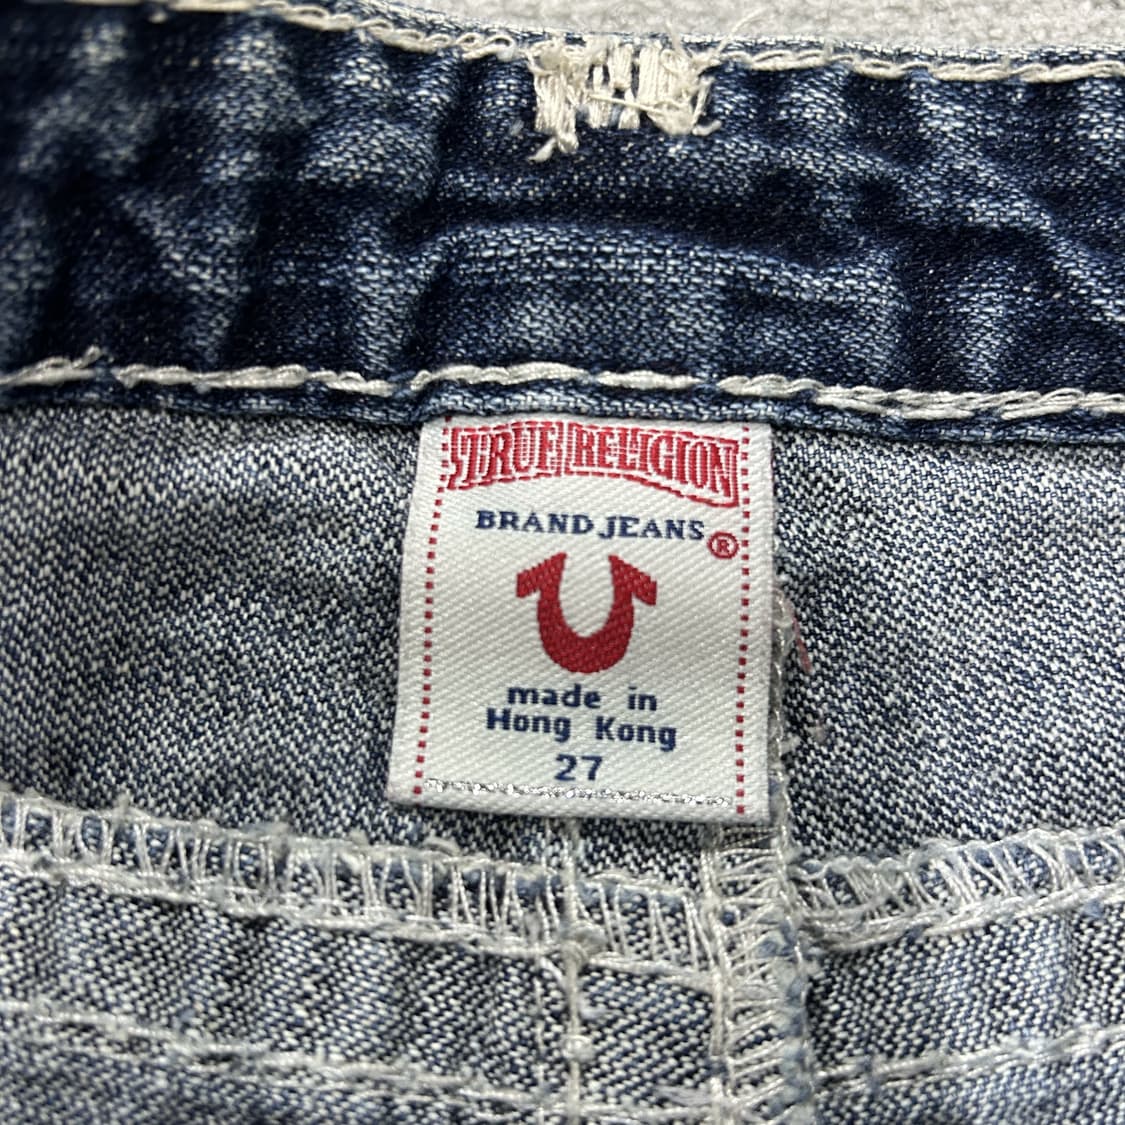 TRUE RELIGION
BRAND JEANS ®
made in
Hong Kong
27